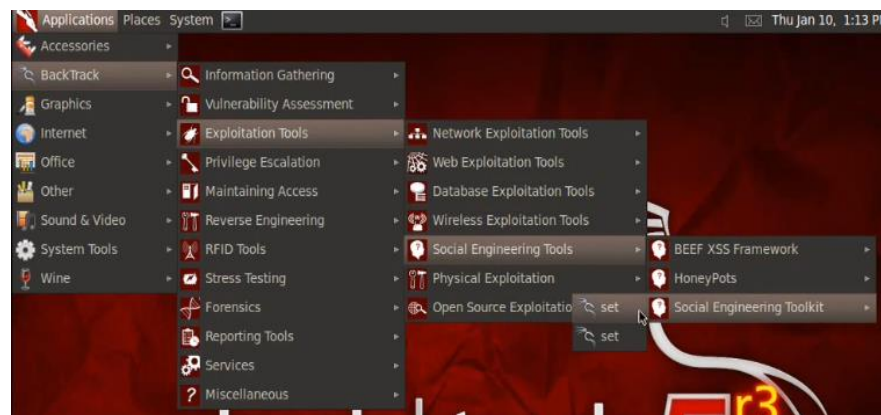 Applications Places System Thu Jan 10, 1:13 P
Accessories
BackTrack
Graphics
Internet
Office
Other
Sound & Video
System Tools
Wine
Information Gathering
Vulnerability Assessment
Exploitation Tools
Privilege Escalation
Maintaining Access
Reverse Engineering
RFID Tools
Stress Testing
Forensics
Reporting Tools
Services
Miscellaneous
Network Exploitation Tools
Web Exploitation Tools
Database Exploitation Tools
Wireless Exploitation Tools
Social Engineering Tools
Physical Exploitation
Open Source Exploitatio
BEEF XSS Framework
HoneyPots
Social Engineering Toolkit
set
set
r3